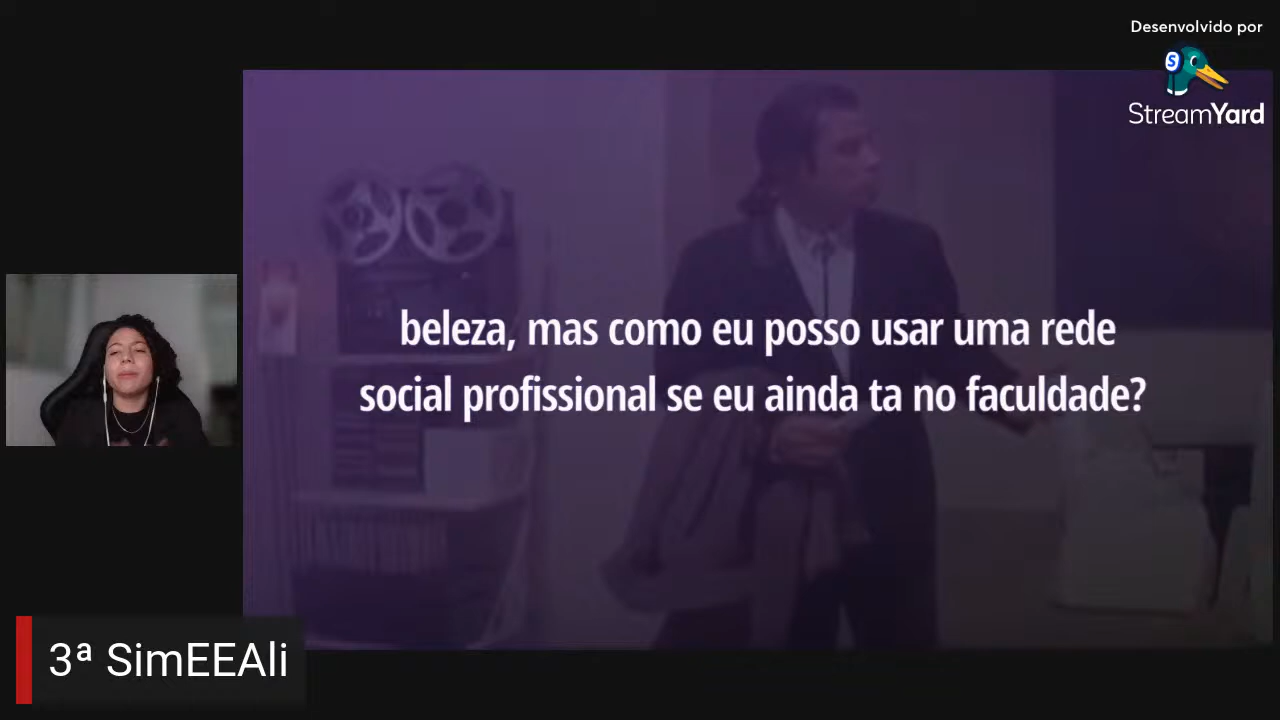 Desenvolvido por
StreamYard
beleza, mas como eu posso usar uma rede
social profissional se eu ainda ta no faculdade?
3ª SimEEAli